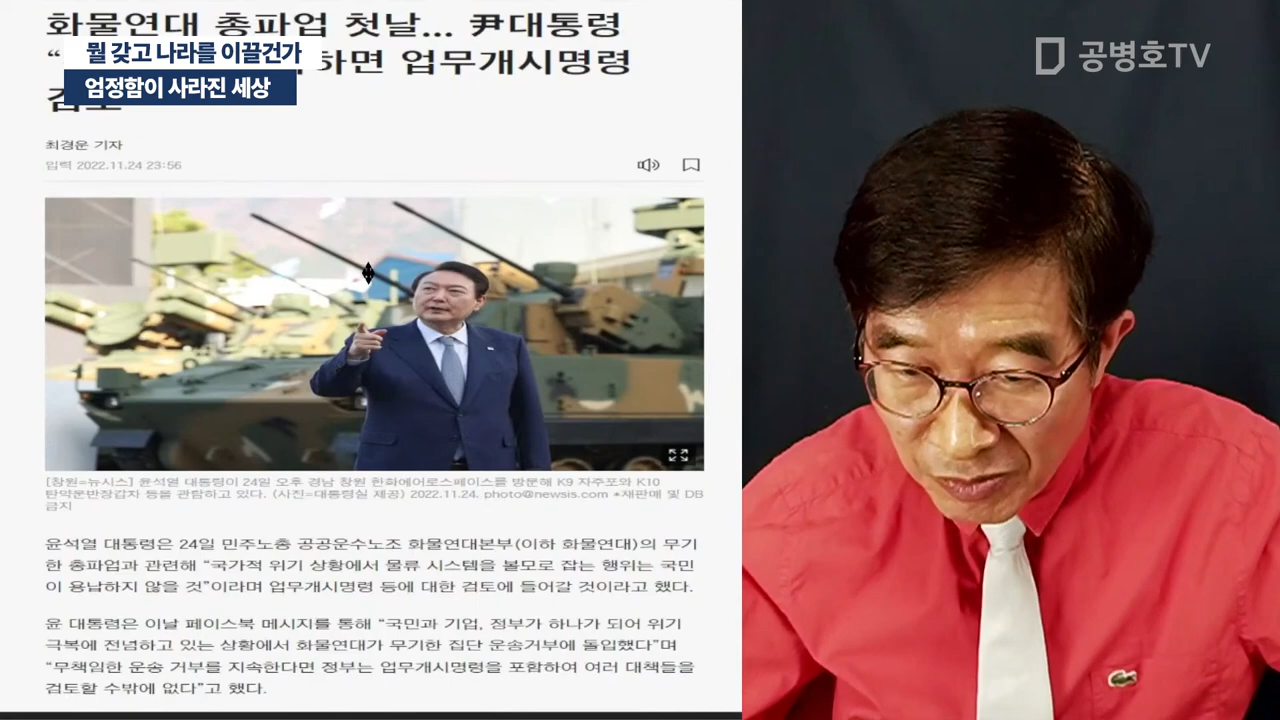 화물연대 총파업 첫날... 尹대통령
뭘 갖고 나라를 이끌건가
하면 업무개시명령
엄정함이 사라진 세상
공병호TV
최경운 기자
입력 2022.11.24 23:56
[창원=뉴시스] 윤석열 대통령이 24일 오후 경남 창원 한화에어로스페이스를 방문해 K9 자주포와 K10
탄약운반장갑차 등을 관람하고 있다. (사진=대통령실 제공) 2022.11.24. photo@newsis.com *재판매 및 DB
금지
윤석열 대통령은 24일 민주노총 공공운수노조 화물연대본부(이하 화물연대)의 무기
한 총파업과 관련해 “국가적 위기 상황에서 물류 시스템을 볼모로 잡는 행위는 국민
이 용납하지 않을 것”이라며 업무개시명령 등에 대한 검토에 들어갈 것이라고 했다.
윤 대통령은 이날 페이스북 메시지를 통해 “국민과 기업, 정부가 하나가 되어 위기
극복에 전념하고 있는 상황에서 화물연대가 무기한 집단 운송거부에 돌입했다”며
“무책임한 운송 거부를 지속한다면 정부는 업무개시명령을 포함하여 여러 대책들을
검토할 수밖에 없다”고 했다.